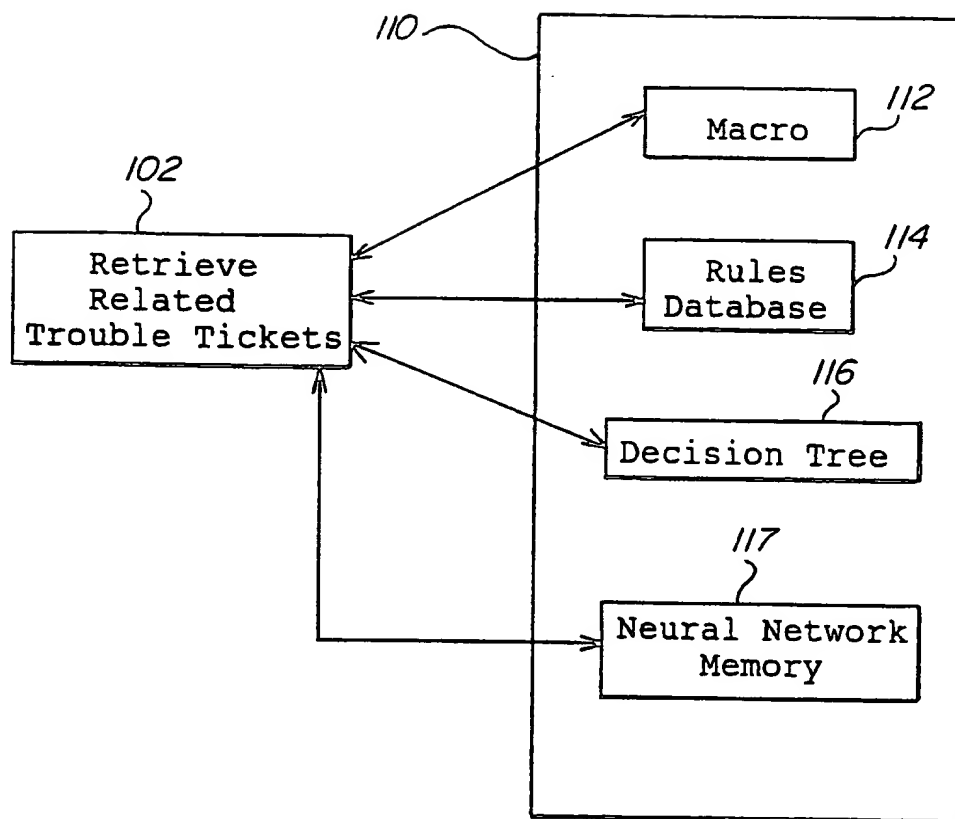 110
112
Macro
102
Retrieve
Related
Trouble Tickets
114
Rules
Database
116
Decision Tree
117
Neural Network
Memory